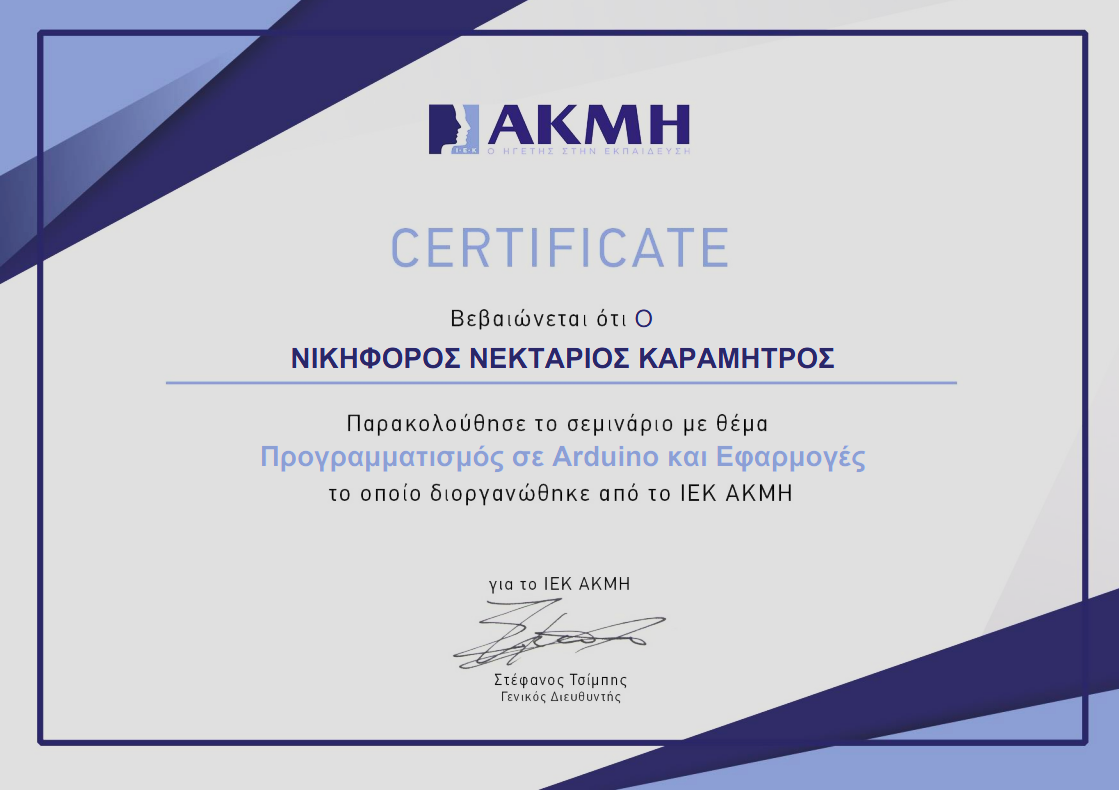 ΑΚΜΗ
Ι·Ε·Κ Ο ΗΓΕΤΗΣ ΣΤΗΝ ΕΚΠΑΙΔΕΥΣΗ
CERTIFICATE
Βεβαιώνεται ότι Ο
ΝΙΚΗΦΟΡΟΣ ΝΕΚΤΑΡΙΟΣ ΚΑΡΑΜΗΤΡΟΣ
Παρακολούθησε το σεμινάριο με θέμα
Προγραμματισμός σε Arduino και Εφαρμογές
το οποίο διοργανώθηκε από το ΙΕΚ ΑΚΜΗ
για το ΙΕΚ ΑΚΜΗ
Στέφανος Τσίμπης
Γενικός Διευθυντής